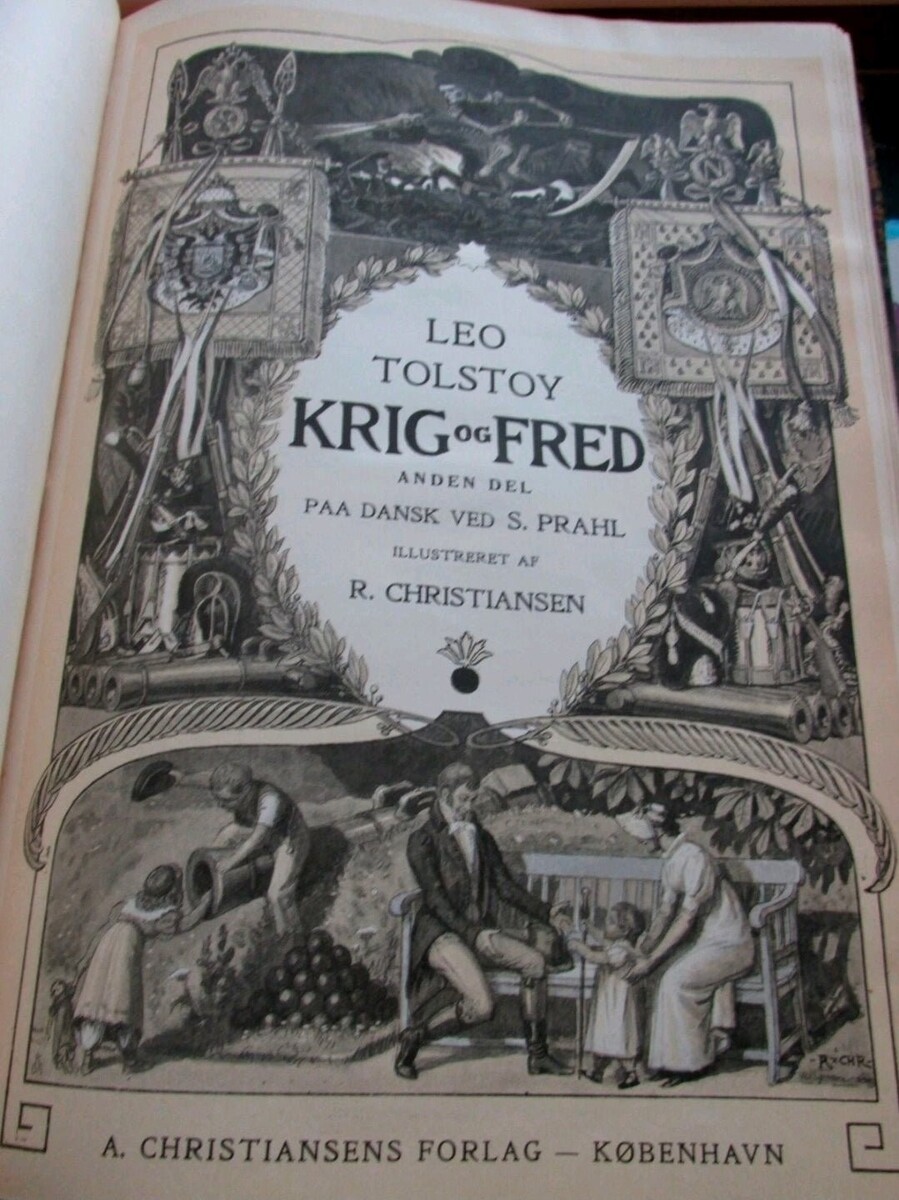 LEO
TOLSTOY
KRIG OG FRED
ANDEN DEL
PAA DANSK VED S. PRAHL
ILLUSTRERET AF
R. CHRISTIANSEN
N
A. CHRISTIANSENS FORLAG — KØBENHAVN